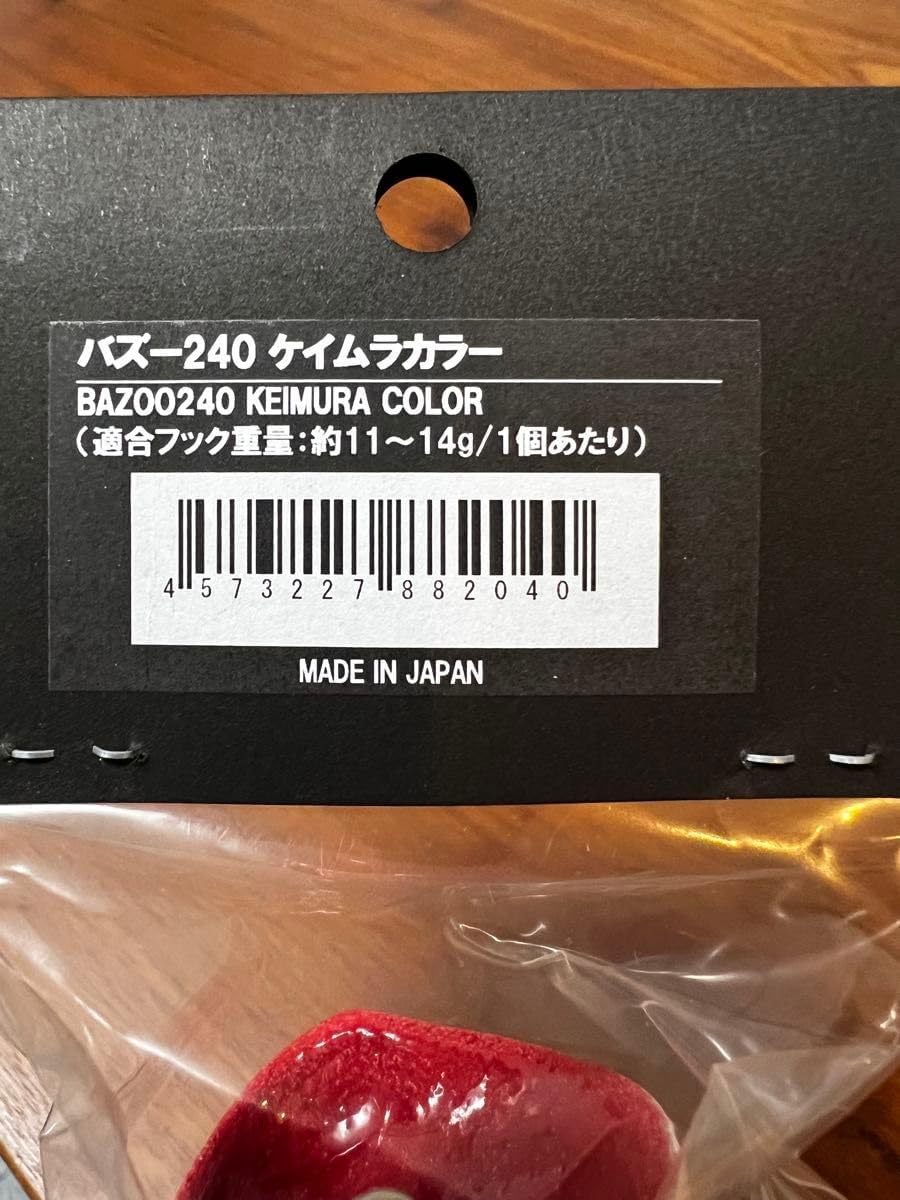 バズー240 ケイムラカラー
BAZOO240 KEIMURA COLOR
(適合フック重量:約11～14g/1個あたり)
4 573227 882040
MADE IN JAPAN